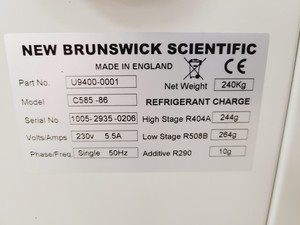 NEW BRUNSWICK SCIENTIFIC
MADE IN ENGLAND
CE
Part No. U9400-0001 Net Weight 240Kg
Model C585 -86 REFRIGERANT CHARGE
Serial No. 1005- 2935 -0206 High Stage R404A 244g
Volts/Amps 230v 5.5A Low Stage R508B 264g
Phase/Freq. Single 50Hz Additive R290 10g